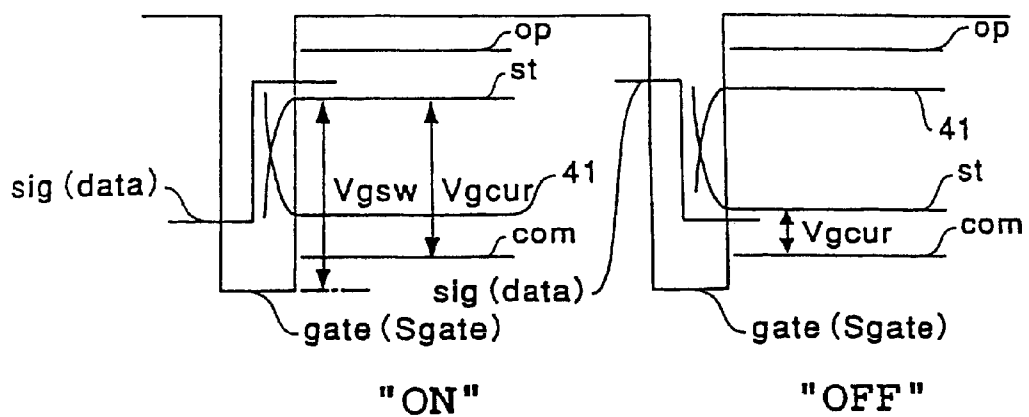 op
op
st
41
sig (data)
Vgsw
Vgcur
41
st
com
Vgcur
com
sig (data)
gate (Sgate)
gate (Sgate)
"ON"
"OFF"